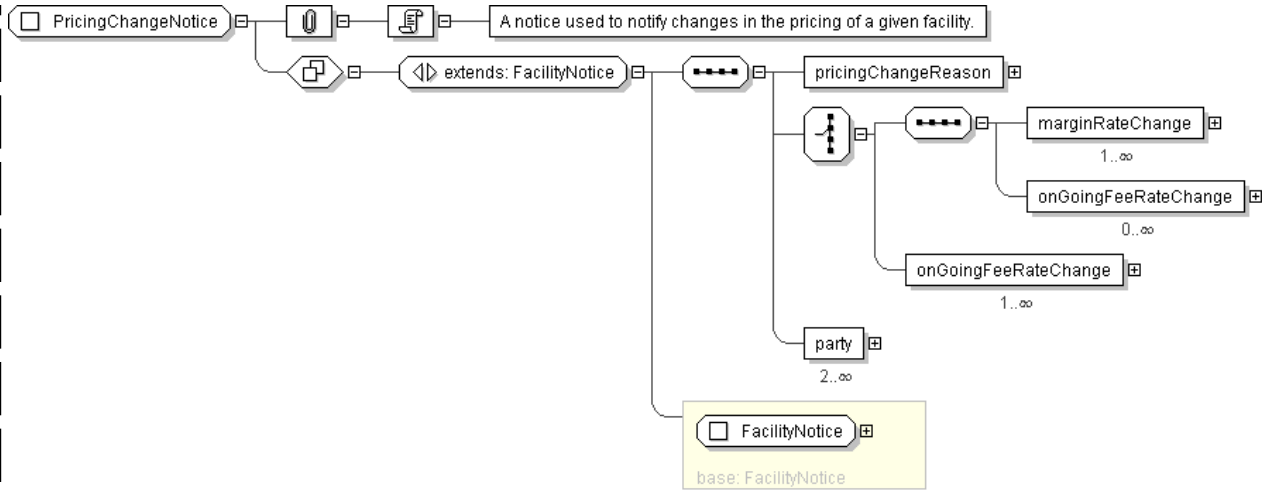 PricingChangeNotice
A notice used to notify changes in the pricing of a given facility.
extends: FacilityNotice
pricingChangeReason
marginRateChange
1..∞
onGoingFeeRateChange
0..∞
onGoingFeeRateChange
1..∞
party
2..∞
FacilityNotice
base: FacilityNotice